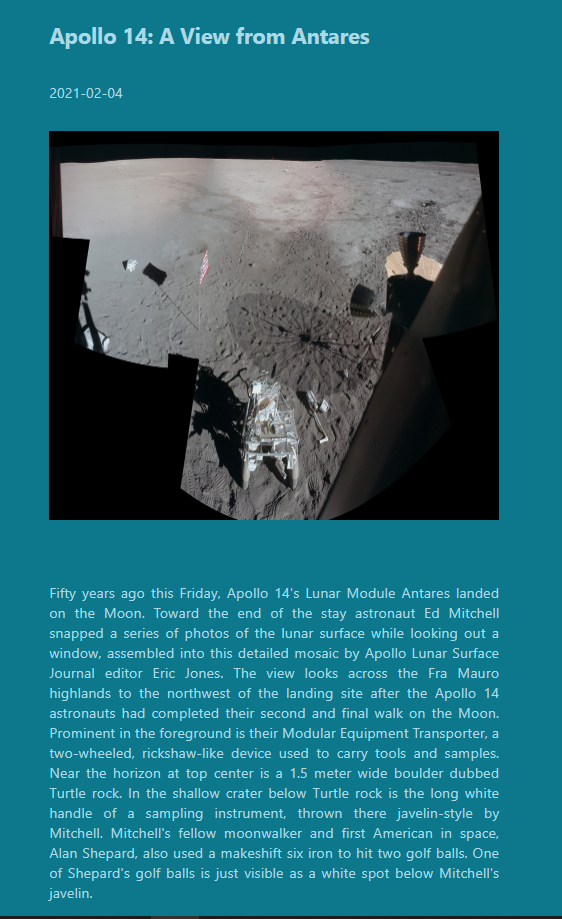 Apollo 14: A View from Antares
2021-02-04
Fifty years ago this Friday, Apollo 14's Lunar Module Antares landed
on the Moon. Toward the end of the stay astronaut Ed Mitchell
snapped a series of photos of the lunar surface while looking out a
window, assembled into this detailed mosaic by Apollo Lunar Surface
Journal editor Eric Jones. The view looks across the Fra Mauro
highlands to the northwest of the landing site after the Apollo 14
astronauts had completed their second and final walk on the Moon.
Prominent in the foreground is their Modular Equipment Transporter, a
two-wheeled, rickshaw-like device used to carry tools and samples.
Near the horizon at top center is a 1.5 meter wide boulder dubbed
Turtle rock. In the shallow crater below Turtle rock is the long white
handle of a sampling instrument, thrown there javelin-style by
Mitchell. Mitchell's fellow moonwalker and first American in space,
Alan Shepard, also used a makeshift six iron to hit two golf balls. One
of Shepard's golf balls is just visible as a white spot below Mitchell's
javelin.